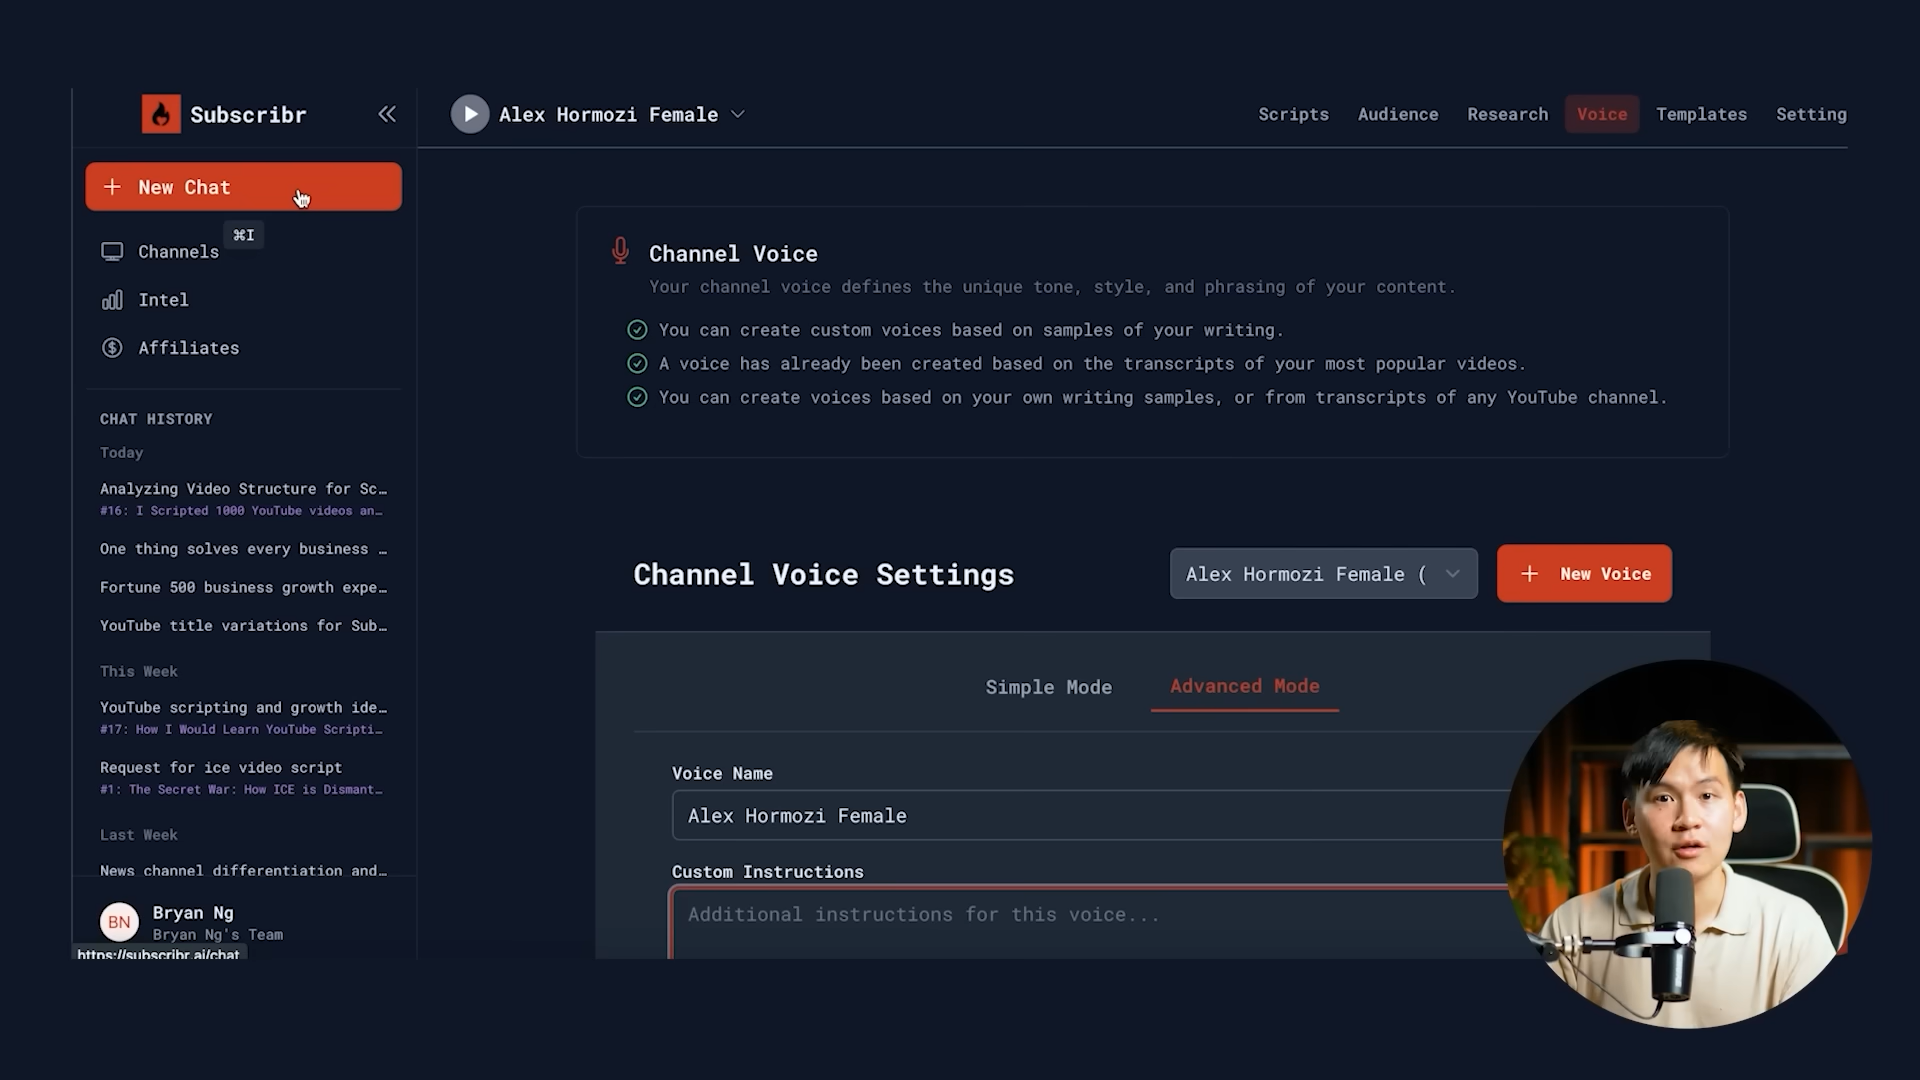 Subscribr
Alex Hormozi Female
Scripts
Audience
Research
Voice
Templates
Setting
+ New Chat
⌘I
Channels
Intel
Affiliates
CHAT HISTORY
Today
Analyzing Video Structure for Sc…
#16: I Scripted 1000 YouTube videos an…
One thing solves every business …
Fortune 500 business growth expe…
YouTube title variations for Sub…
This Week
YouTube scripting and growth ide…
#17: How I Would Learn YouTube Scripti…
Request for ice video script
#1: The Secret War: How ICE is Dismant…
Last Week
News channel differentiation and…
BN
Bryan Ng
Bryan Ng's Team
https://subscribr.ai/chat
Channel Voice
Your channel voice defines the unique tone, style, and phrasing of your content.
You can create custom voices based on samples of your writing.
A voice has already been created based on the transcripts of your most popular videos.
You can create voices based on your own writing samples, or from transcripts of any YouTube channel.
Channel Voice Settings
Alex Hormozi Female (
+ New Voice
Simple Mode
Advanced Mode
Voice Name
Alex Hormozi Female
Custom Instructions
Additional instructions for this voice...